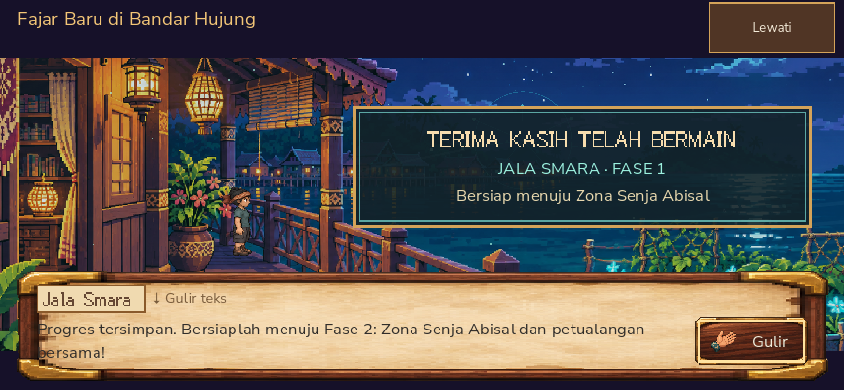 Fajar Baru di Bandar Hujung
Lewati
TERIMA KASIH TELAH BERMAIN
JALA SMARA · FASE 1
Bersiap menuju Zona Senja Abisal
Jala Smara
↓ Gulir teks
Progres tersimpan. Bersiaplah menuju Fase 2: Zona Senja Abisal dan petualangan
bersama!
Gulir